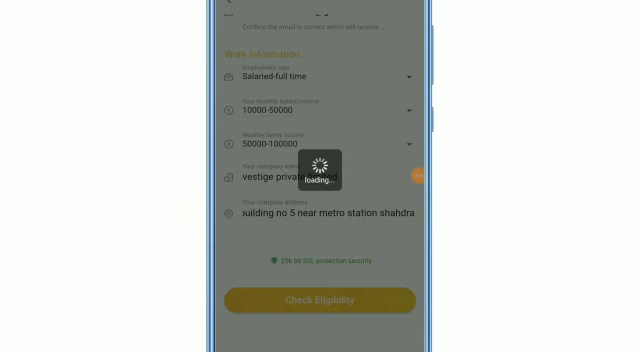 Confirm the email is correct which will receive ...
Work Information
Employment type
Salaried-full time
Your Monthly Salary/Income
10000-50000
Monthly family income
50000-100000
Your company name
vestige private
loading...
Your company address
building no 5 near metro station shahdra
256 bit SSL protection security
Check Eligibility